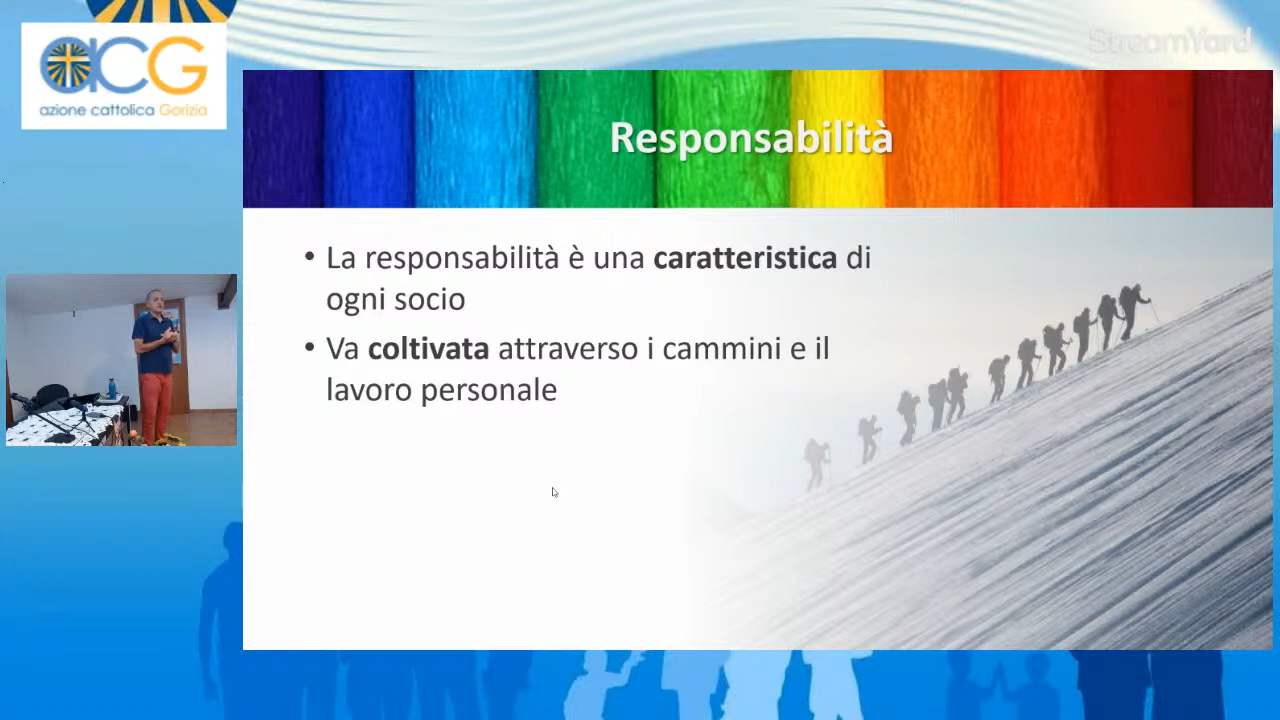 StreamYard
acG
azione cattolica Gorizia
Responsabilità
• La responsabilità è una caratteristica di
ogni socio
• Va coltivata attraverso i cammini e il
lavoro personale